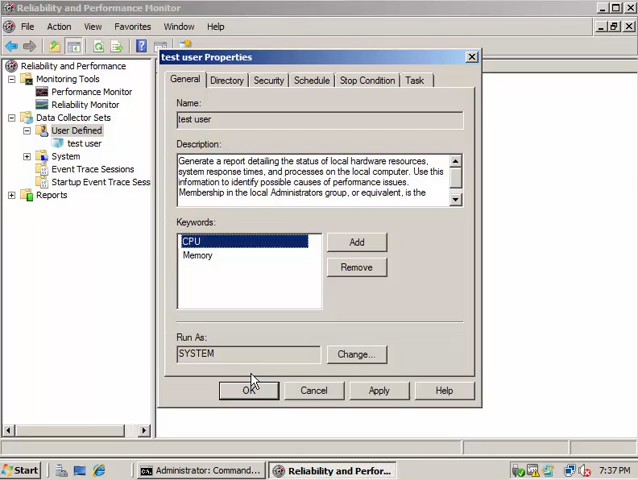 Reliability and Performance Monitor
File Action View Favorites Window Help
Reliability and Performance
Monitoring Tools
Performance Monitor
Reliability Monitor
Data Collector Sets
User Defined
test user
System
Event Trace Sessions
Startup Event Trace Sess
Reports
test user Properties
General Directory Security Schedule Stop Condition Task
Name:
test user
Description:
Generate a report detailing the status of local hardware resources,
system response times, and processes on the local computer. Use this
information to identify possible causes of performance issues.
Membership in the local Administrators group, or equivalent, is the
Keywords:
CPU
Memory
Add
Remove
Run As:
SYSTEM
Change...
OK Cancel Apply Help
Start Administrator: Command... Reliability and Perfor... 7:37 PM